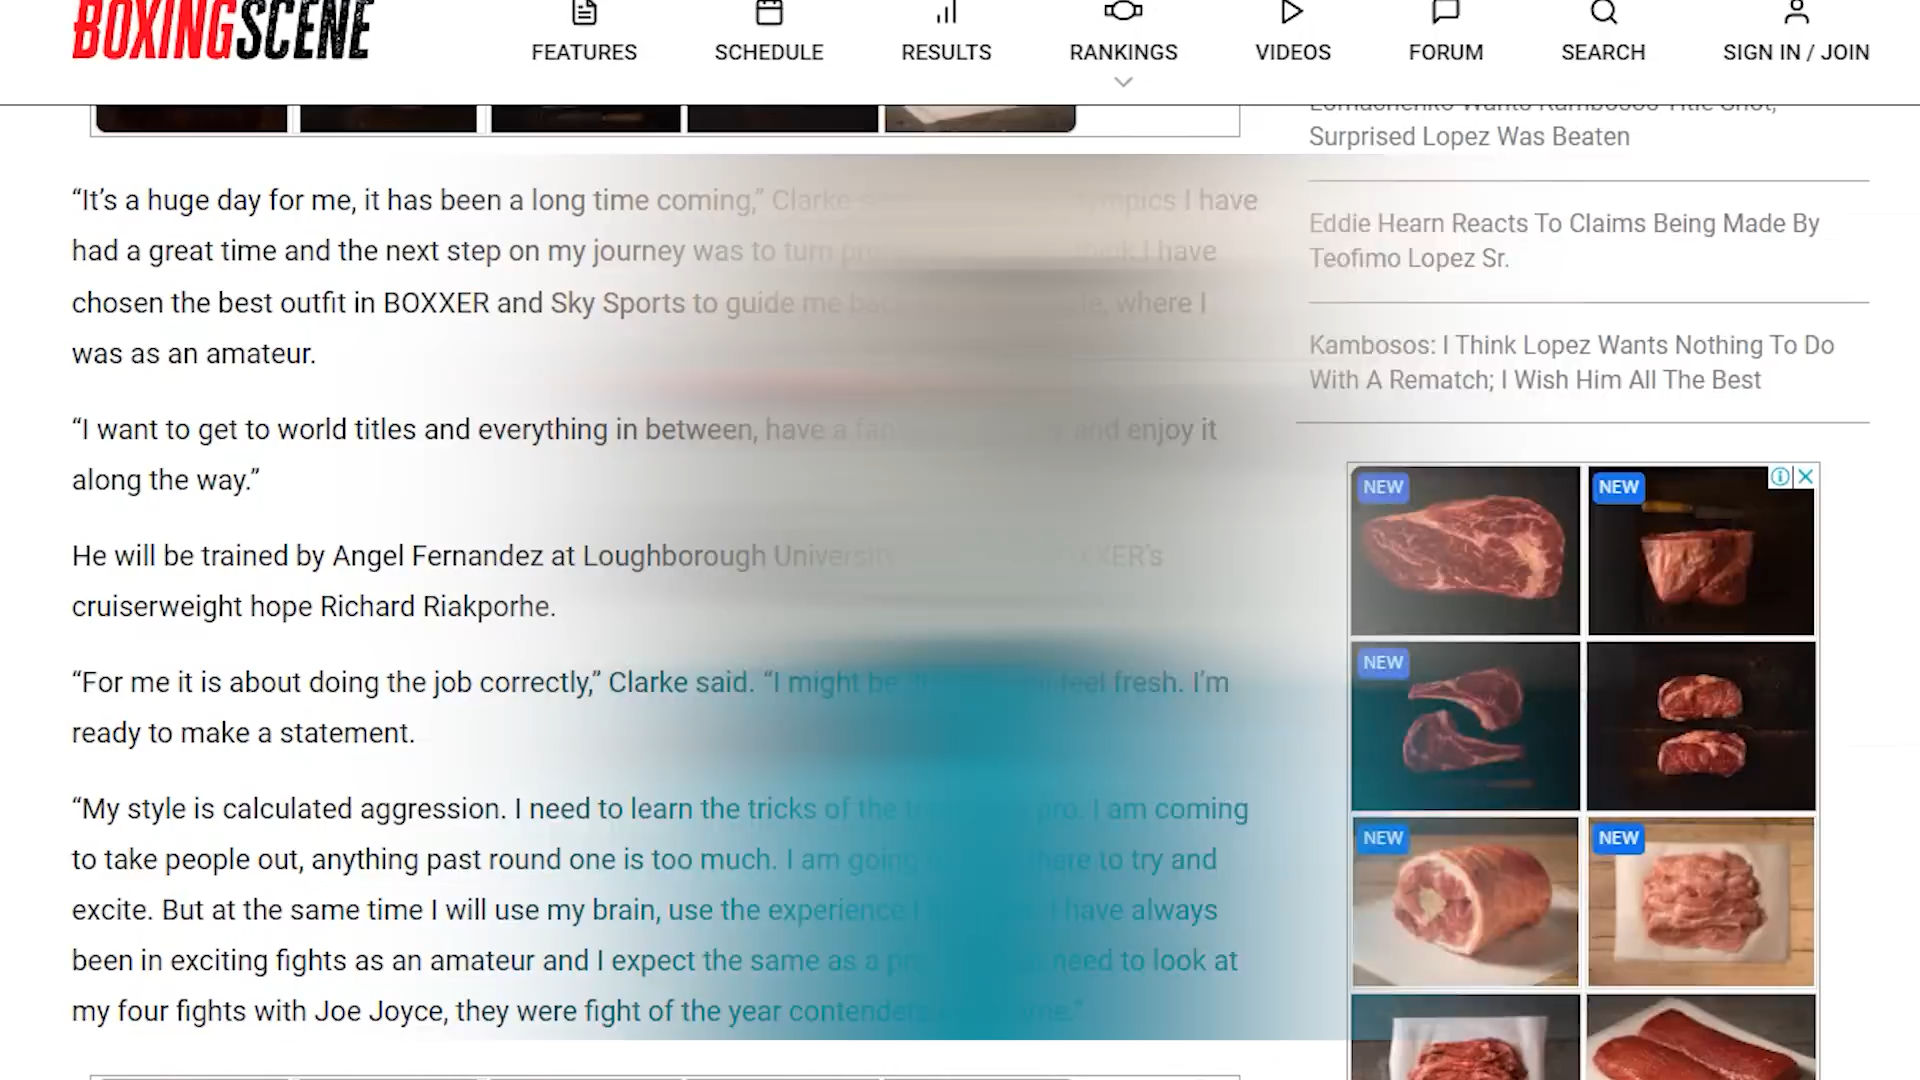 BOXINGSCENE
FEATURES
SCHEDULE
RESULTS
RANKINGS
VIDEOS
FORUM
SEARCH
SIGN IN / JOIN
“It’s a huge day for me, it has been a long time coming,” Clarke I have
had a great time and the next step on my journey was to turn I have
chosen the best outfit in BOXXER and Sky Sports to guide me where I
was as an amateur.
“I want to get to world titles and everything in between, have a and enjoy it
along the way.”
He will be trained by Angel Fernandez at Loughborough University
cruiserweight hope Richard Riakporhe.
“For me it is about doing the job correctly,” Clarke said. “I might be feel fresh. I’m
ready to make a statement.
“My style is calculated aggression. I need to learn the tricks of the pro. I am coming
to take people out, anything past round one is too much. I am going there to try and
excite. But at the same time I will use my brain, use the experience I have always
been in exciting fights as an amateur and I expect the same as a need to look at
my four fights with Joe Joyce, they were fight of the year contenders
Lomachenko Wants Kambosos Title Shot,
Surprised Lopez Was Beaten
Eddie Hearn Reacts To Claims Being Made By
Teofimo Lopez Sr.
Kambosos: I Think Lopez Wants Nothing To Do
With A Rematch; I Wish Him All The Best
NEW
NEW
NEW
NEW
NEW